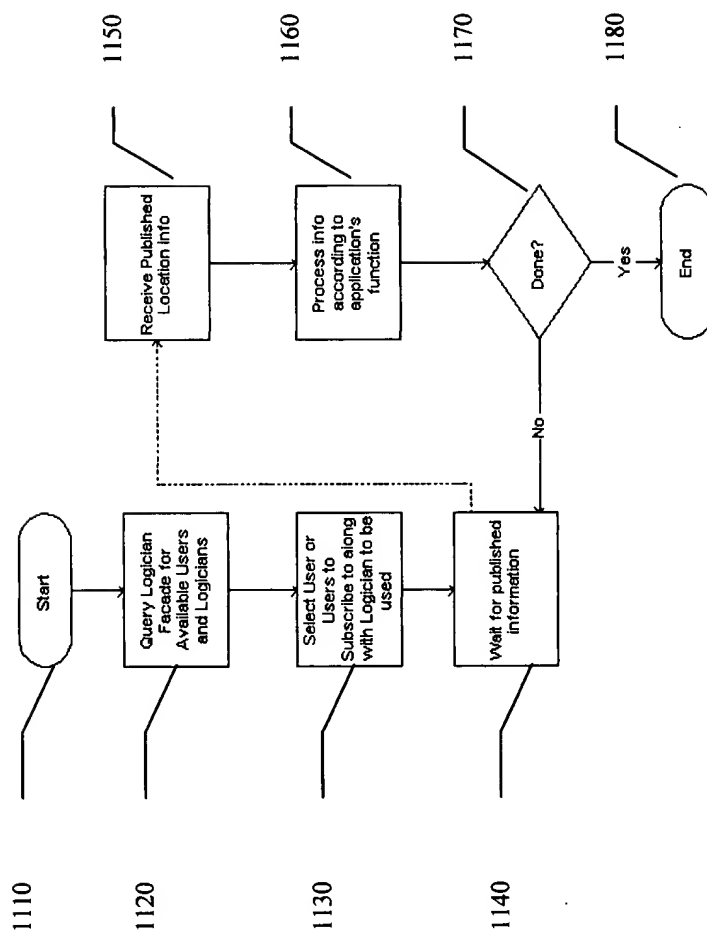 1110
Start
1120
Query Logician
Facade for
Available Users
and Logicians
1130
Select User or
Users to
Subscribe to along
with Logician to be
used
1140
Wait for published
information
1150
Receive Published
Location info
1160
Process info
according to
application's
function
1170
Done?
No
Yes
1180
End